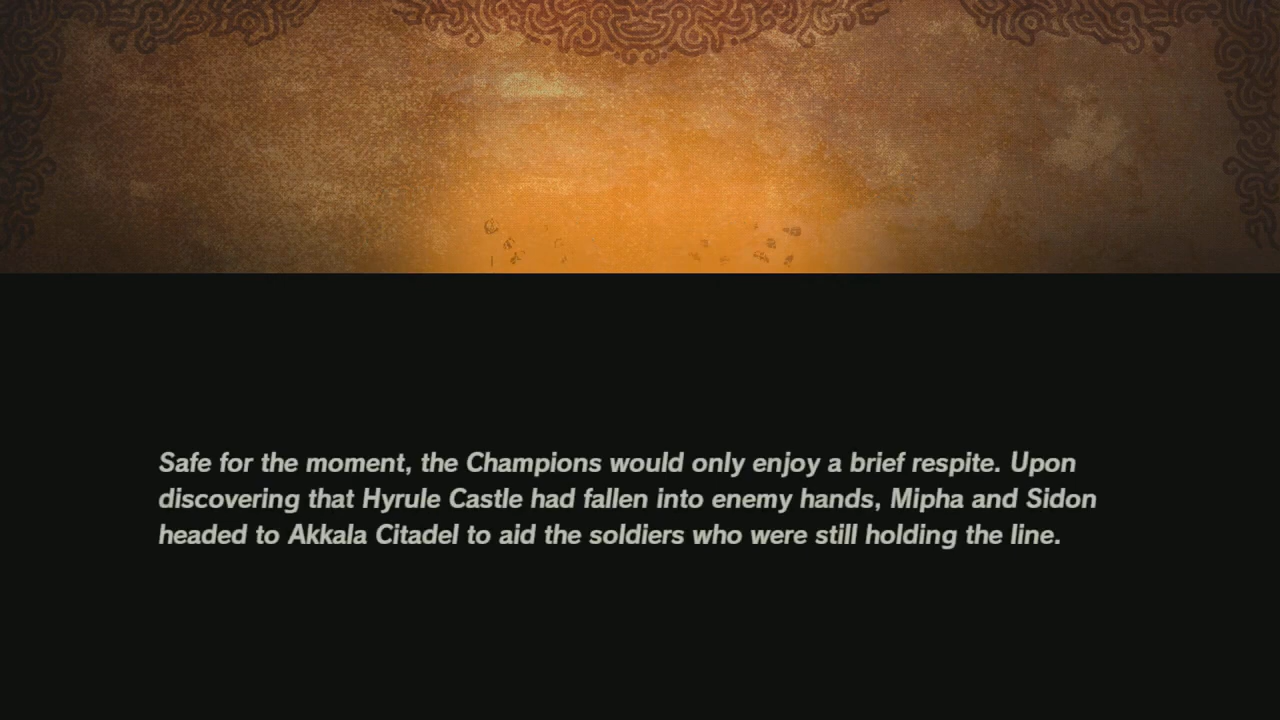 Safe for the moment, the Champions would only enjoy a brief respite. Upon
discovering that Hyrule Castle had fallen into enemy hands, Mipha and Sidon
headed to Akkala Citadel to aid the soldiers who were still holding the line.